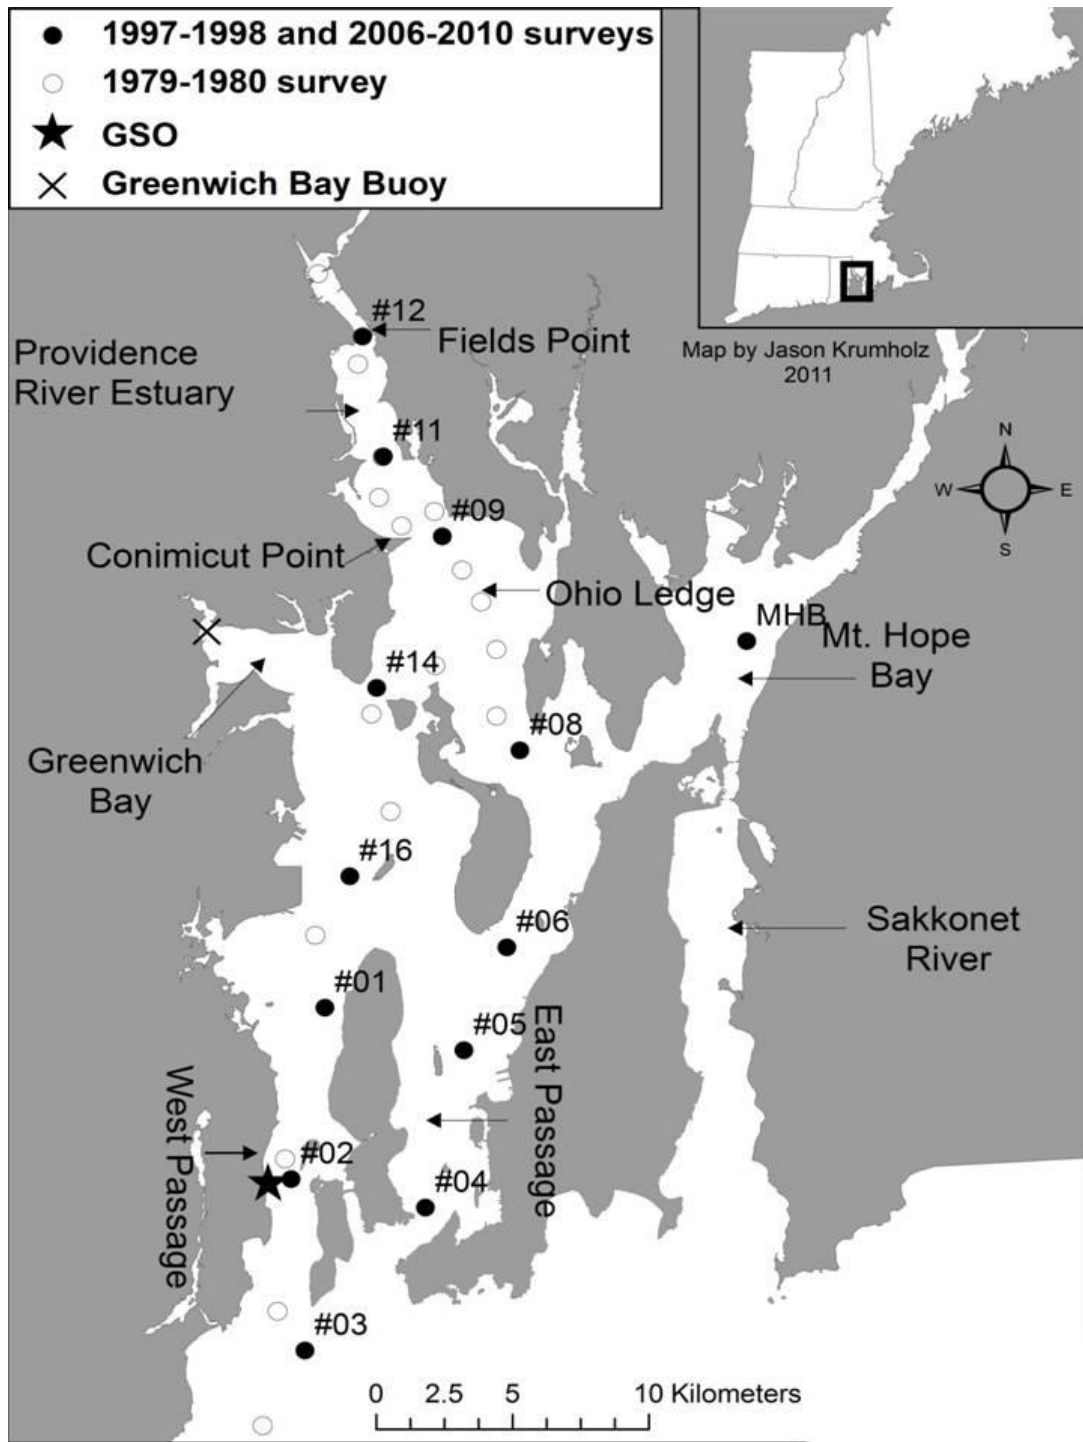 1997-1998 and 2006-2010 surveys
1979-1980 survey
GSO
Greenwich Bay Buoy
#12
Fields Point
Map by Jason Krumholz
2011
Providence
River Estuary
#11
N
W
E
S
#09
Conimicut Point
Ohio Ledge
MHB
Mt. Hope
Bay
#14
#08
Greenwich
Bay
#16
#06
Sakkonet
River
#01
#05
East Passage
West Passage
#02
#04
#03
0 2.5 5 10 Kilometers